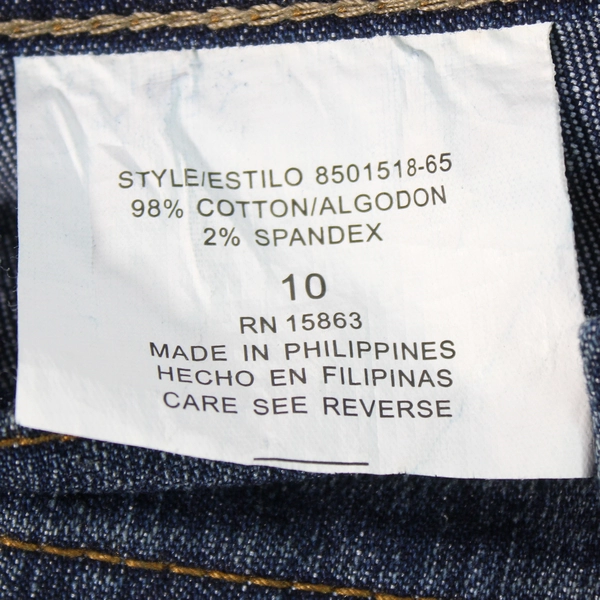 STYLE/ESTILO 8501518-65
98% COTTON/ALGODON
2% SPANDEX
10
RN 15863
MADE IN PHILIPPINES
HECHO EN FILIPINAS
CARE SEE REVERSE